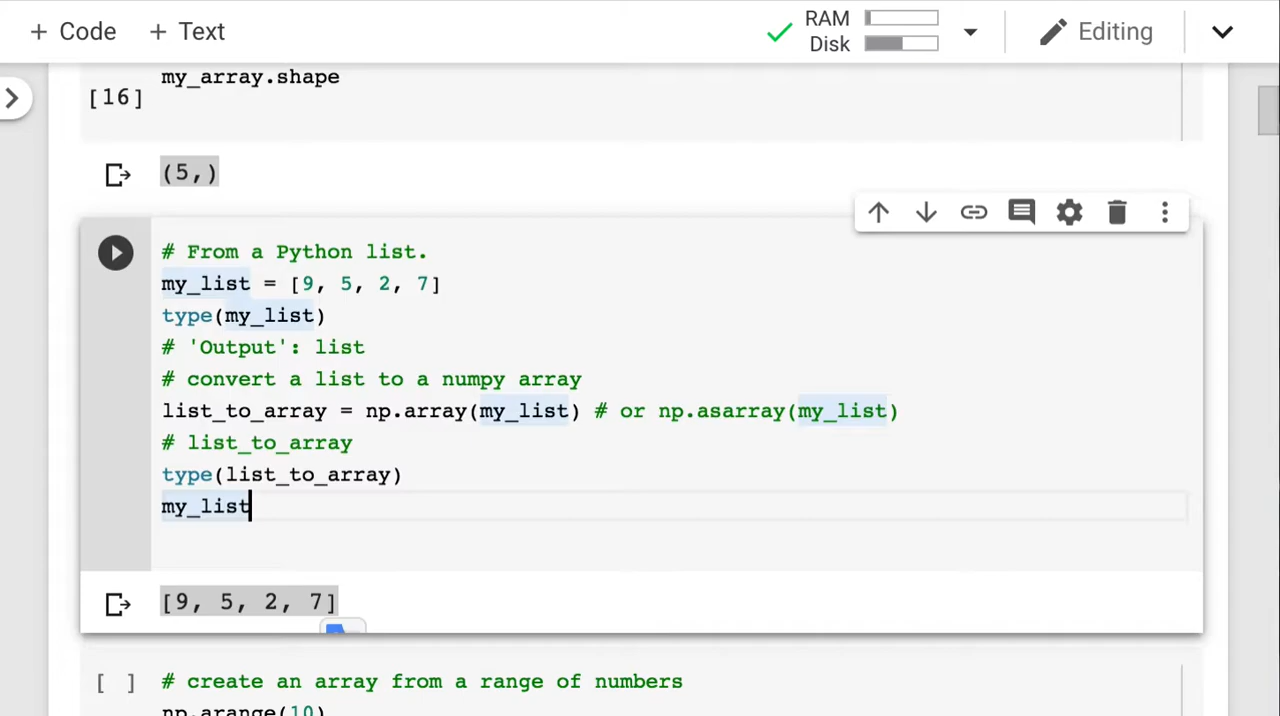 + Code + Text
RAM
Disk
Editing
my_array.shape
[16]
(5,)
# From a Python list.
my_list = [9, 5, 2, 7]
type(my_list)
# 'Output': list
# convert a list to a numpy array
list_to_array = np.array(my_list) # or np.asarray(my_list)
# list_to_array
type(list_to_array)
my_list
[9, 5, 2, 7]
[ ] # create an array from a range of numbers
np.arange(10)